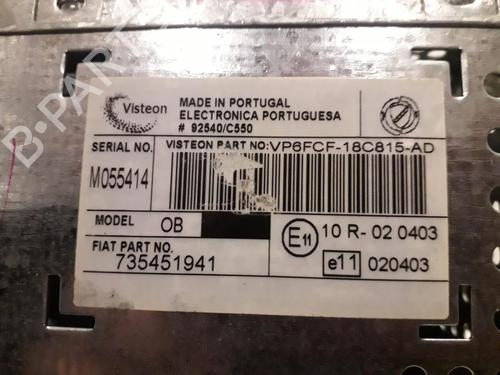 Visteon
MADE IN PORTUGAL
ELECTRONICA PORTUGUESA
# 92540/C550
SERIAL NO.
M055414
VISTEON PART NO: VP6FCF-18C815-AD
MODEL OB
E11 10 R- 02 0403
FIAT PART NO.
735451941
e11 020403
B-PARTS